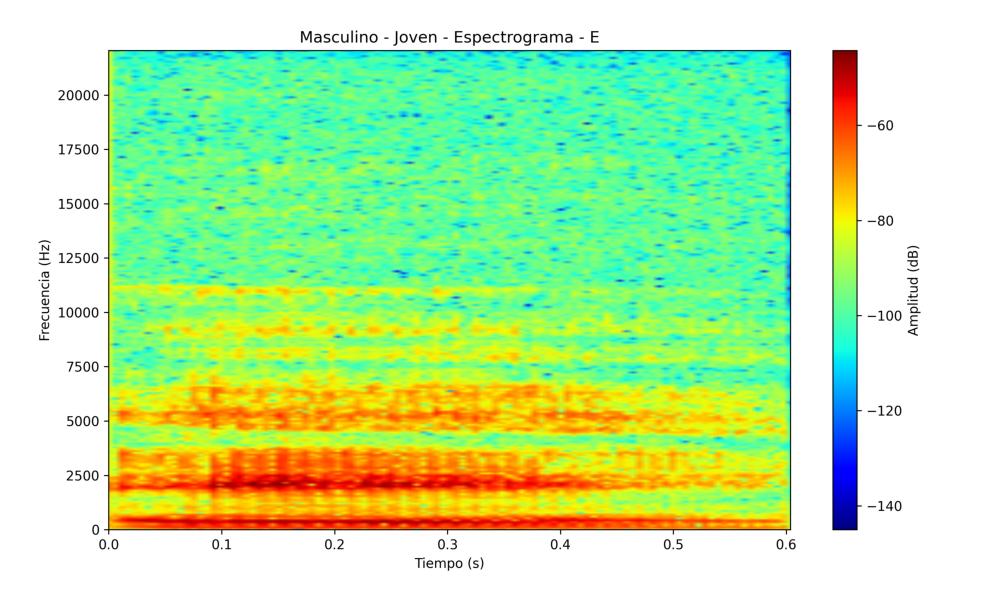 Masculino - Joven - Espectrograma - E
Frecuencia (Hz)
20000
17500
15000
12500
10000
7500
5000
2500
0
0.0 0.1 0.2 0.3 0.4 0.5 0.6
Tiempo (s)
−60
−80
−100
−120
−140
Amplitud (dB)